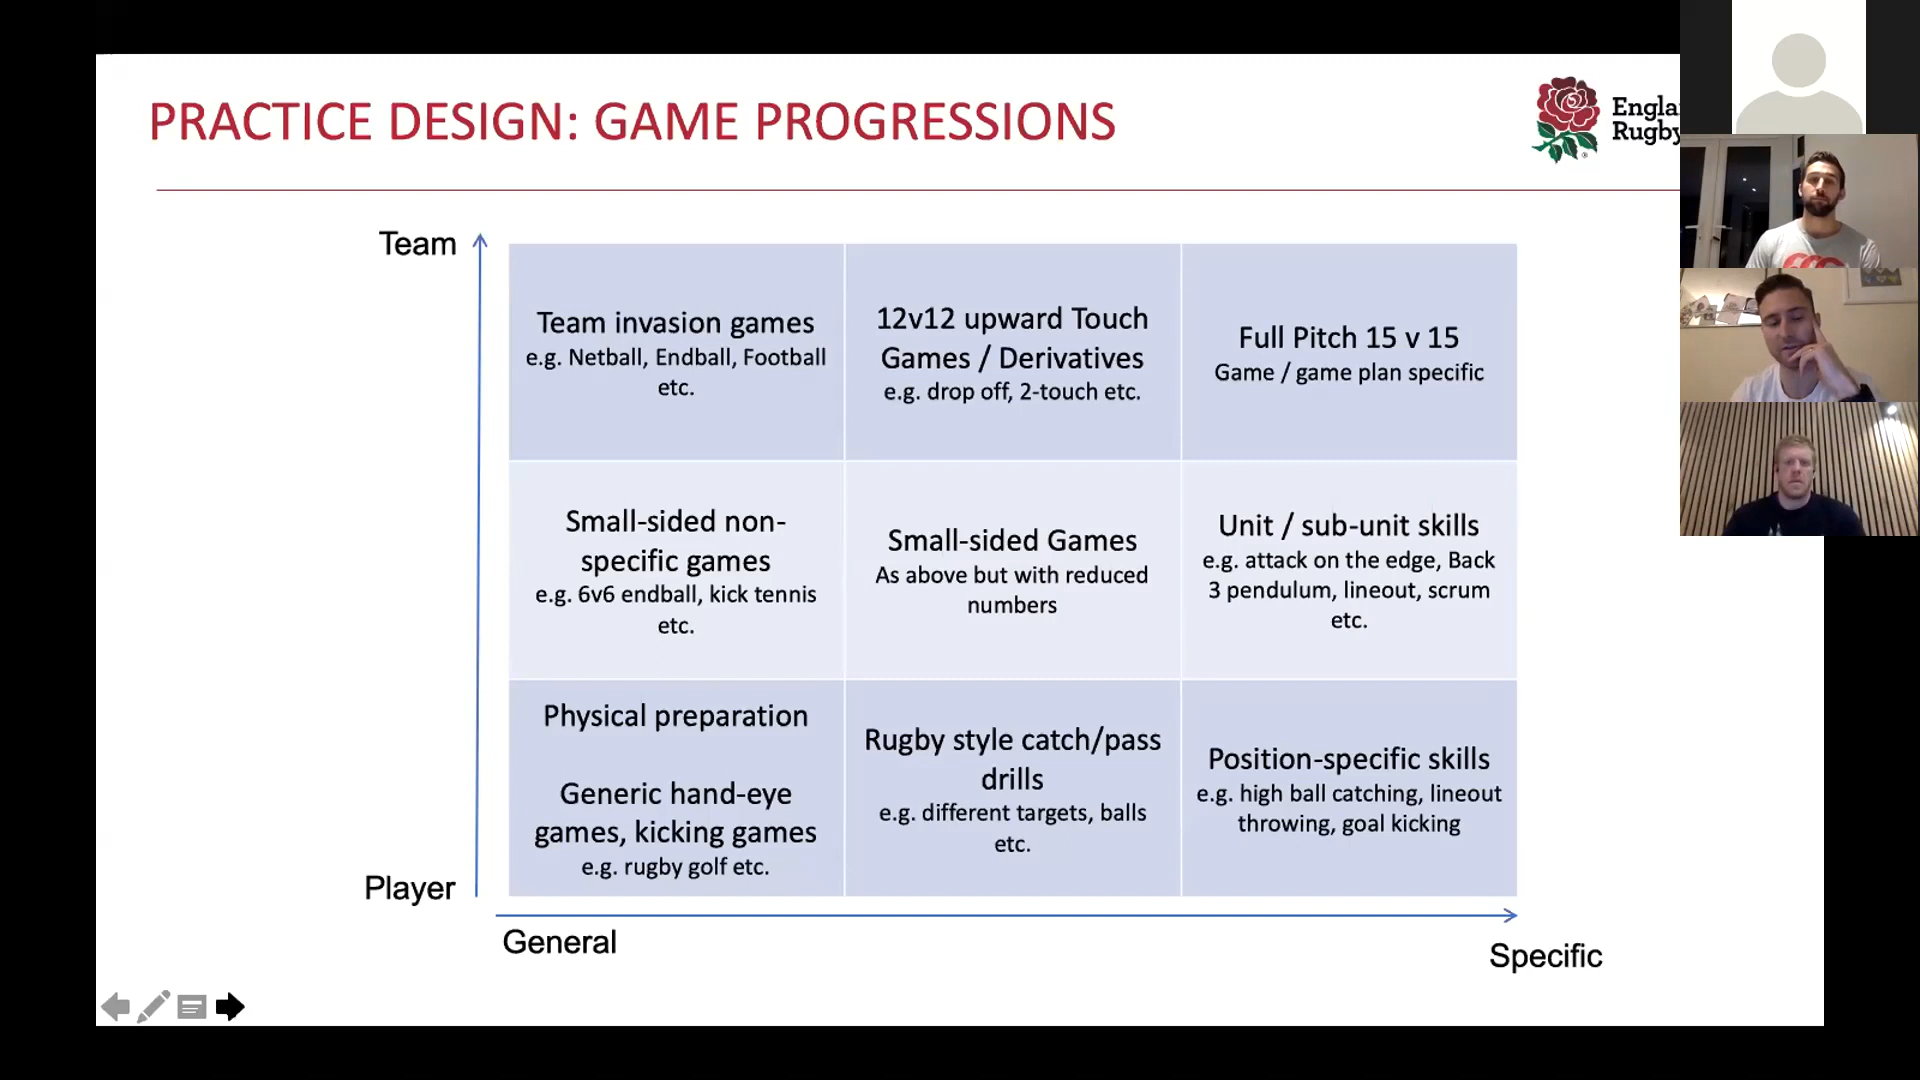 PRACTICE DESIGN: GAME PROGRESSIONS
Engla
Rugby
Team
Team invasion games
e.g. Netball, Endball, Football
etc.
12v12 upward Touch
Games / Derivatives
e.g. drop off, 2-touch etc.
Full Pitch 15 v 15
Game / game plan specific
Small-sided non-
specific games
e.g. 6v6 endball, kick tennis
etc.
Small-sided Games
As above but with reduced
numbers
Unit / sub-unit skills
e.g. attack on the edge, Back
3 pendulum, lineout, scrum
etc.
Physical preparation
Generic hand-eye
games, kicking games
e.g. rugby golf etc.
Rugby style catch/pass
drills
e.g. different targets, balls
etc.
Position-specific skills
e.g. high ball catching, lineout
throwing, goal kicking
Player
General
Specific